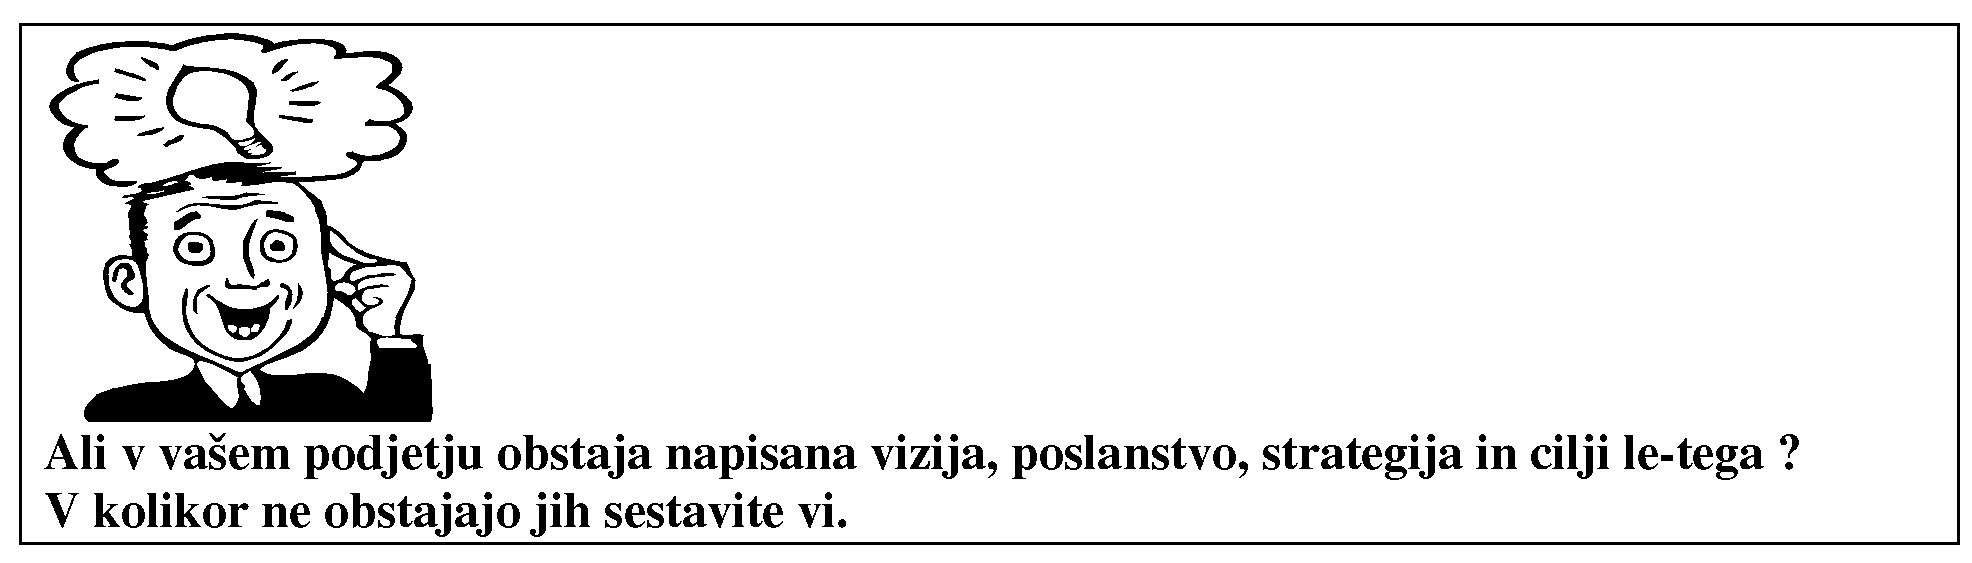 Ali v vašem podjetju obstaja napisana vizija, poslanstvo, strategija in cilji le-tega ?
V kolikor ne obstajajo jih sestavite vi.